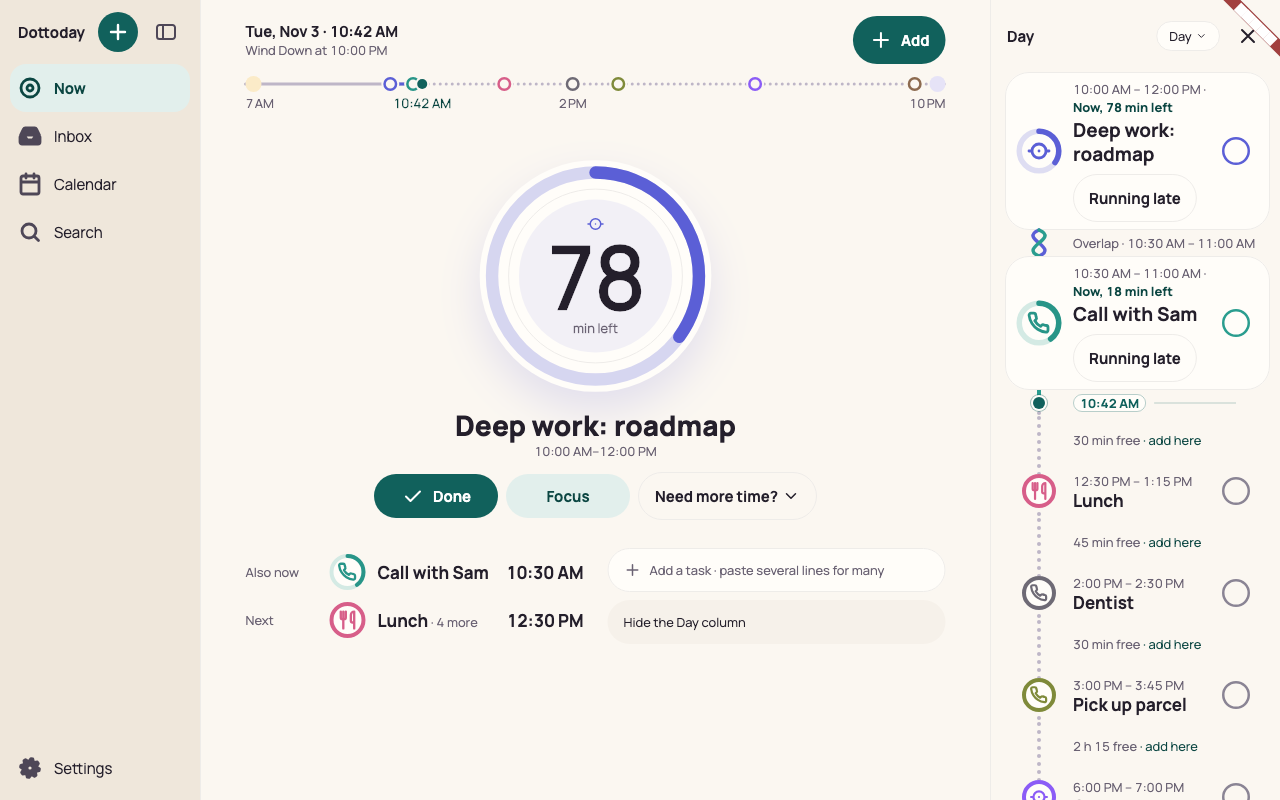 Dottoday
Now
Inbox
Calendar
Search
Settings
Tue, Nov 3 · 10:42 AM
Wind Down at 10:00 PM
Add
7 AM
10:42 AM
2 PM
10 PM
78
min left
Deep work: roadmap
10:00 AM–12:00 PM
Done
Focus
Need more time?
Also now
Call with Sam
10:30 AM
Add a task · paste several lines for many
Next
Lunch · 4 more
12:30 PM
Hide the Day column
Day
Day
10:00 AM – 12:00 PM ·
Now, 78 min left
Deep work:
roadmap
Running late
Overlap · 10:30 AM – 11:00 AM
10:30 AM – 11:00 AM ·
Now, 18 min left
Call with Sam
Running late
10:42 AM
30 min free · add here
12:30 PM – 1:15 PM
Lunch
45 min free · add here
2:00 PM – 2:30 PM
Dentist
30 min free · add here
3:00 PM – 3:45 PM
Pick up parcel
2 h 15 free · add here
6:00 PM – 7:00 PM